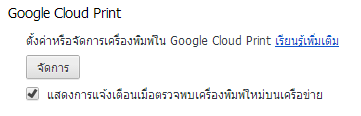 Google Cloud Print
ตั้งค่าหรือจัดการเครื่องพิมพ์ใน Google Cloud Print เรียนรู้เพิ่มเติม
จัดการ
แสดงการแจ้งเตือนเมื่อตรวจพบเครื่องพิมพ์ใหม่บนเครือข่าย